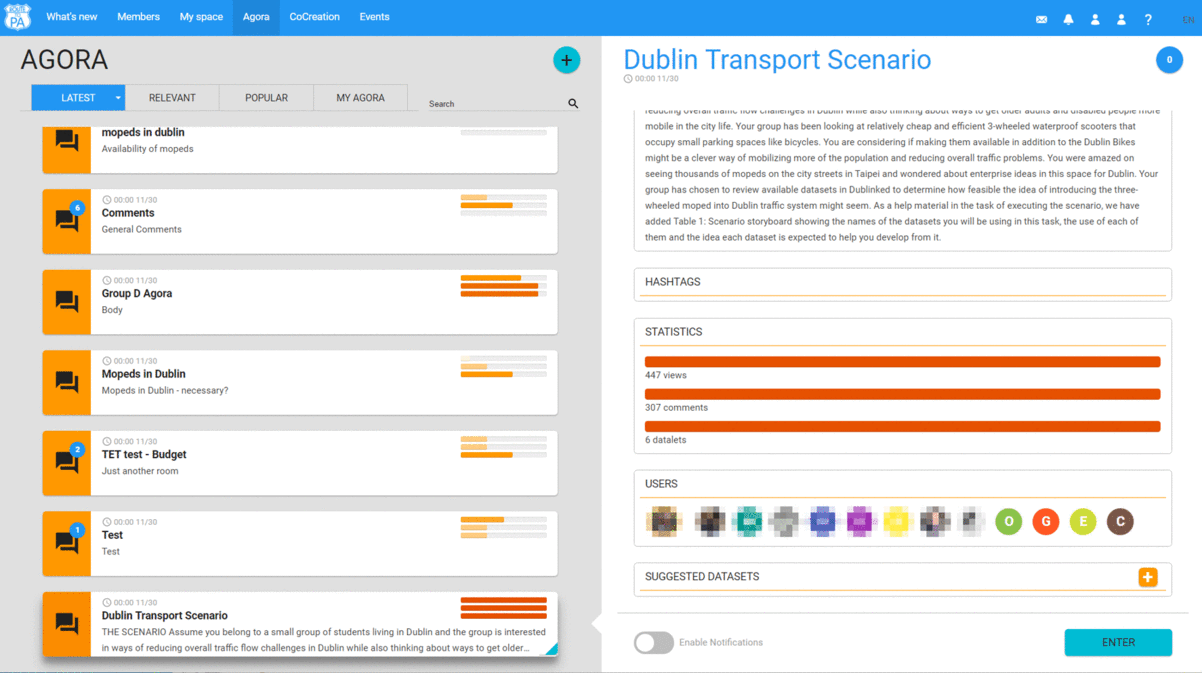 ROUTE TO PA
What's new
Members
My space
Agora
CoCreation
Events
?
EN
AGORA
+
LATEST
RELEVANT
POPULAR
MY AGORA
Search
mopeds in dublin
Availability of mopeds
6
00:00 11/30
Comments
General Comments
00:00 11/30
Group D Agora
Body
00:00 11/30
Mopeds in Dublin
Mopeds in Dublin - necessary?
2
00:00 11/30
TET test - Budget
Just another room
1
00:00 11/30
Test
Test
00:00 11/30
Dublin Transport Scenario
THE SCENARIO Assume you belong to a small group of students living in Dublin and the group is interested
in ways of reducing overall traffic flow challenges in Dublin while also thinking about ways to get older...
Dublin Transport Scenario
0
00:00 11/30
reducing overall traffic flow challenges in Dublin while also thinking about ways to get older adults and disabled people more
mobile in the city life. Your group has been looking at relatively cheap and efficient 3-wheeled waterproof scooters that
occupy small parking spaces like bicycles. You are considering if making them available in addition to the Dublin Bikes
might be a clever way of mobilizing more of the population and reducing overall traffic problems. You were amazed on
seeing thousands of mopeds on the city streets in Taipei and wondered about enterprise ideas in this space for Dublin. Your
group has chosen to review available datasets in Dublinked to determine how feasible the idea of introducing the three-
wheeled moped into Dublin traffic system might seem. As a help material in the task of executing the scenario, we have
added Table 1: Scenario storyboard showing the names of the datasets you will be using in this task, the use of each of
them and the idea each dataset is expected to help you develop from it.
HASHTAGS
STATISTICS
447 views
307 comments
6 datalets
USERS
O G E C
SUGGESTED DATASETS
+
Enable Notifications
ENTER